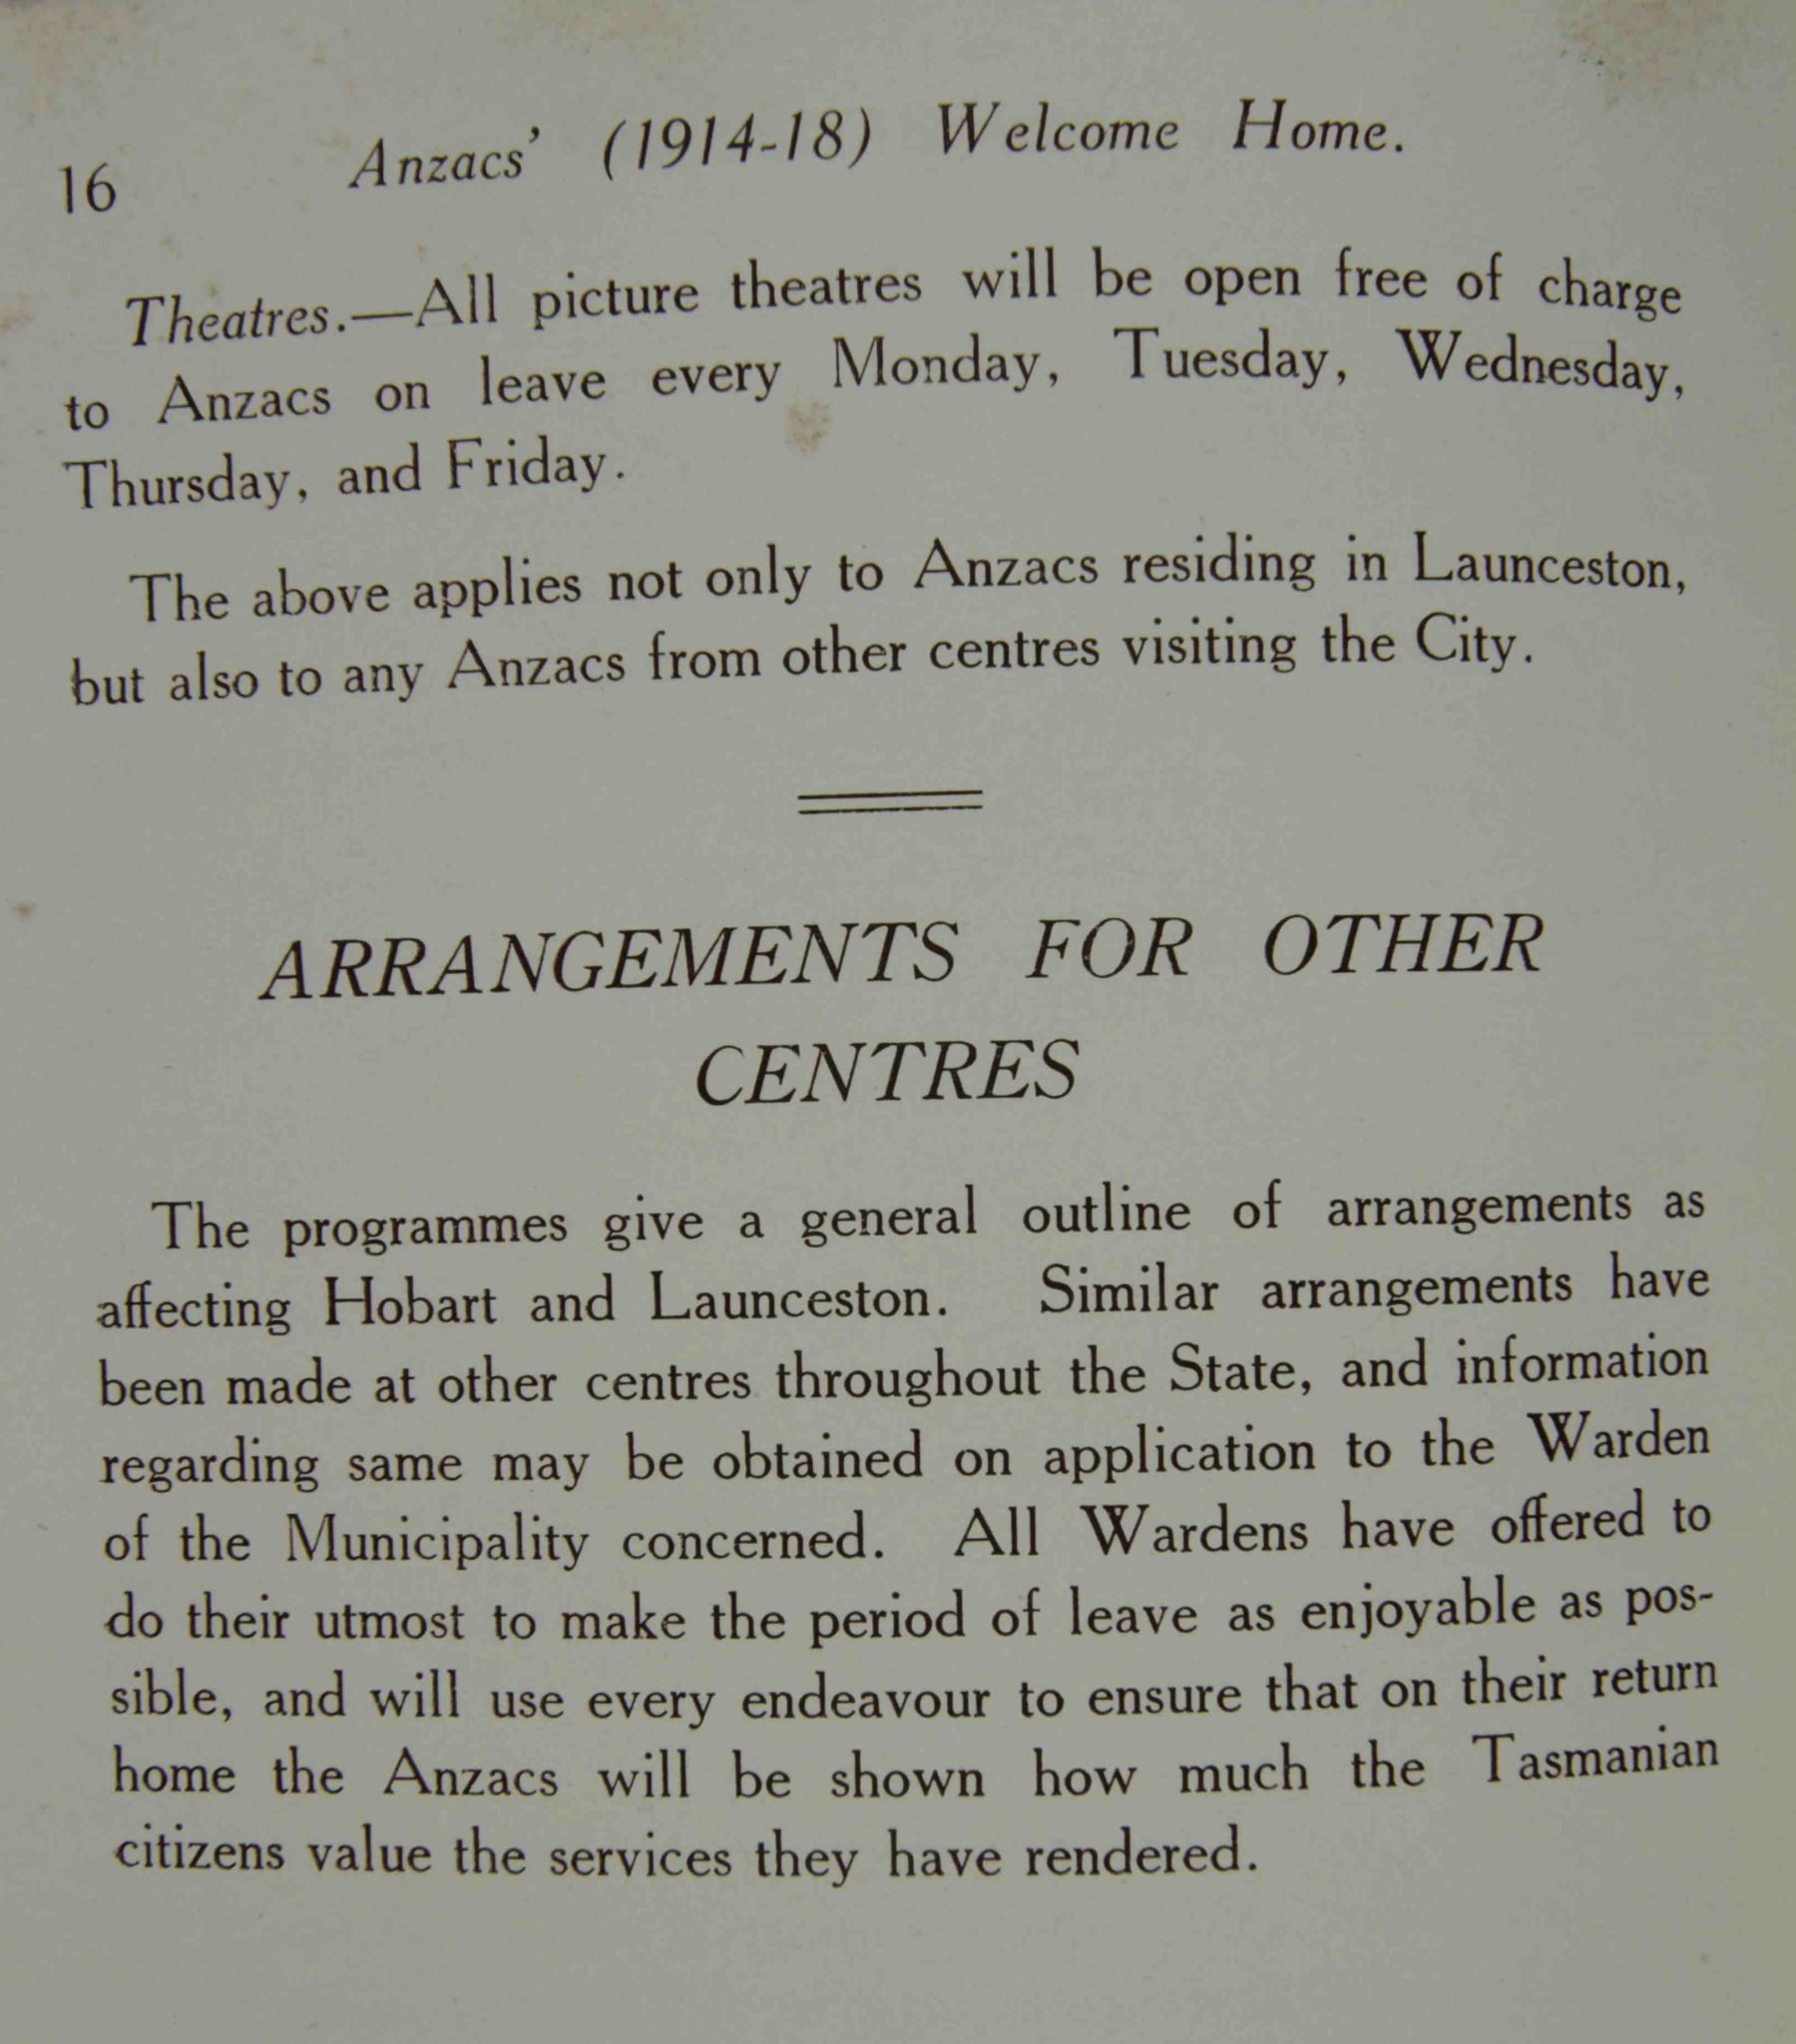 16 Anzacs' (1914-18) Welcome Home.
Theatres.—All picture theatres will be open free of charge
to Anzacs on leave every Monday, Tuesday, Wednesday,
Thursday, and Friday.
The above applies not only to Anzacs residing in Launceston,
but also to any Anzacs from other centres visiting the City.
ARRANGEMENTS FOR OTHER
CENTRES
The programmes give a general outline of arrangements as
affecting Hobart and Launceston. Similar arrangements have
been made at other centres throughout the State, and information
regarding same may be obtained on application to the Warden
of the Municipality concerned. All Wardens have offered to
do their utmost to make the period of leave as enjoyable as pos-
sible, and will use every endeavour to ensure that on their return
home the Anzacs will be shown how much the Tasmanian
citizens value the services they have rendered.